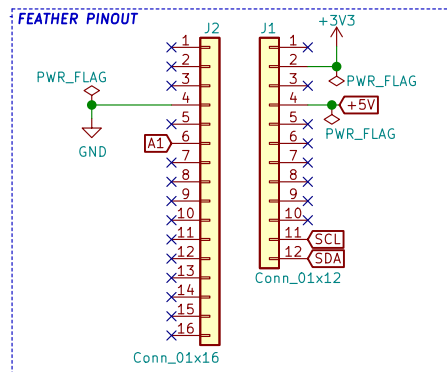 FEATHER PINOUT
J2
J1
+3V3
1
2
3
4
5
6
7
8
9
10
11
12
13
14
15
16
1
2
3
4
5
6
7
8
9
10
11
12
PWR_FLAG
GND
A1
PWR_FLAG
+5V
PWR_FLAG
SCL
SDA
Conn_01x12
Conn_01x16